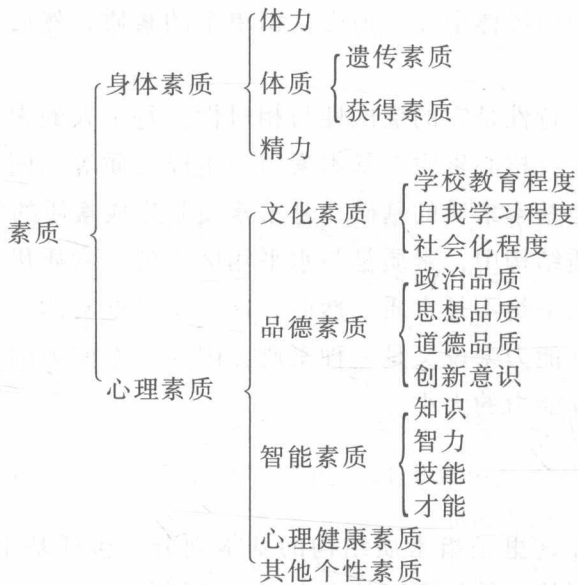 体力
遗传素质
身体素质
体质
获得素质
精力
学校教育程度
文化素质
自我学习程度
社会化程度
素质
政治品质
思想品质
品德素质
道德品质
创新意识
心理素质
知识
智力
智能素质
技能
才能
心理健康素质
其他个性素质